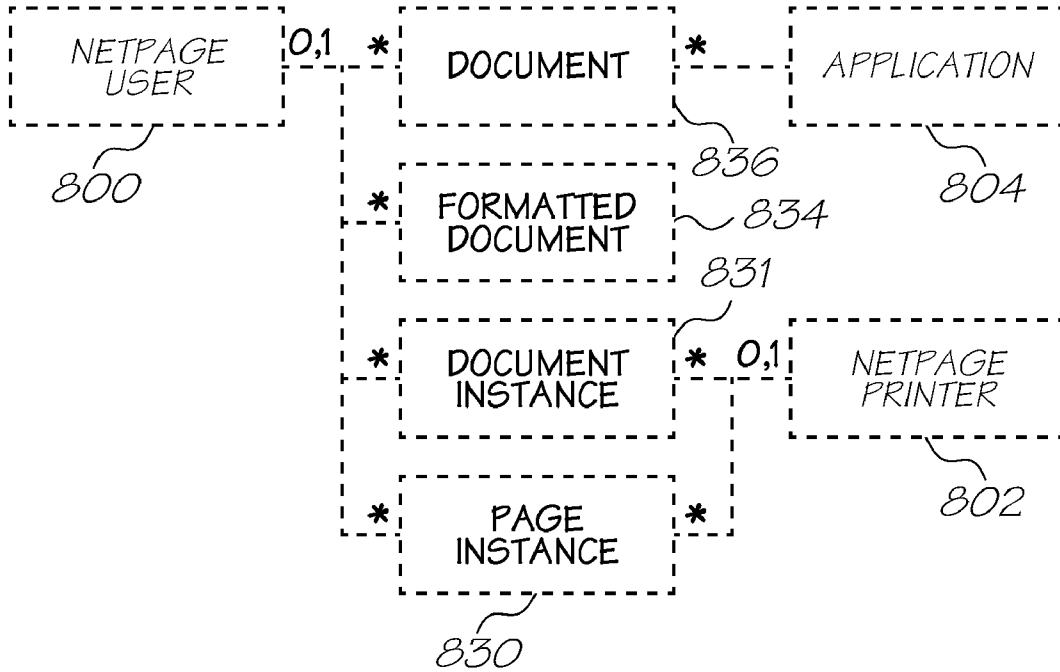 NETPAGE
USER
0,1
*
DOCUMENT
*
APPLICATION
800
836
804
*
FORMATTED
DOCUMENT
834
831
*
DOCUMENT
INSTANCE
*
0,1
NETPAGE
PRINTER
802
*
PAGE
INSTANCE
*
830